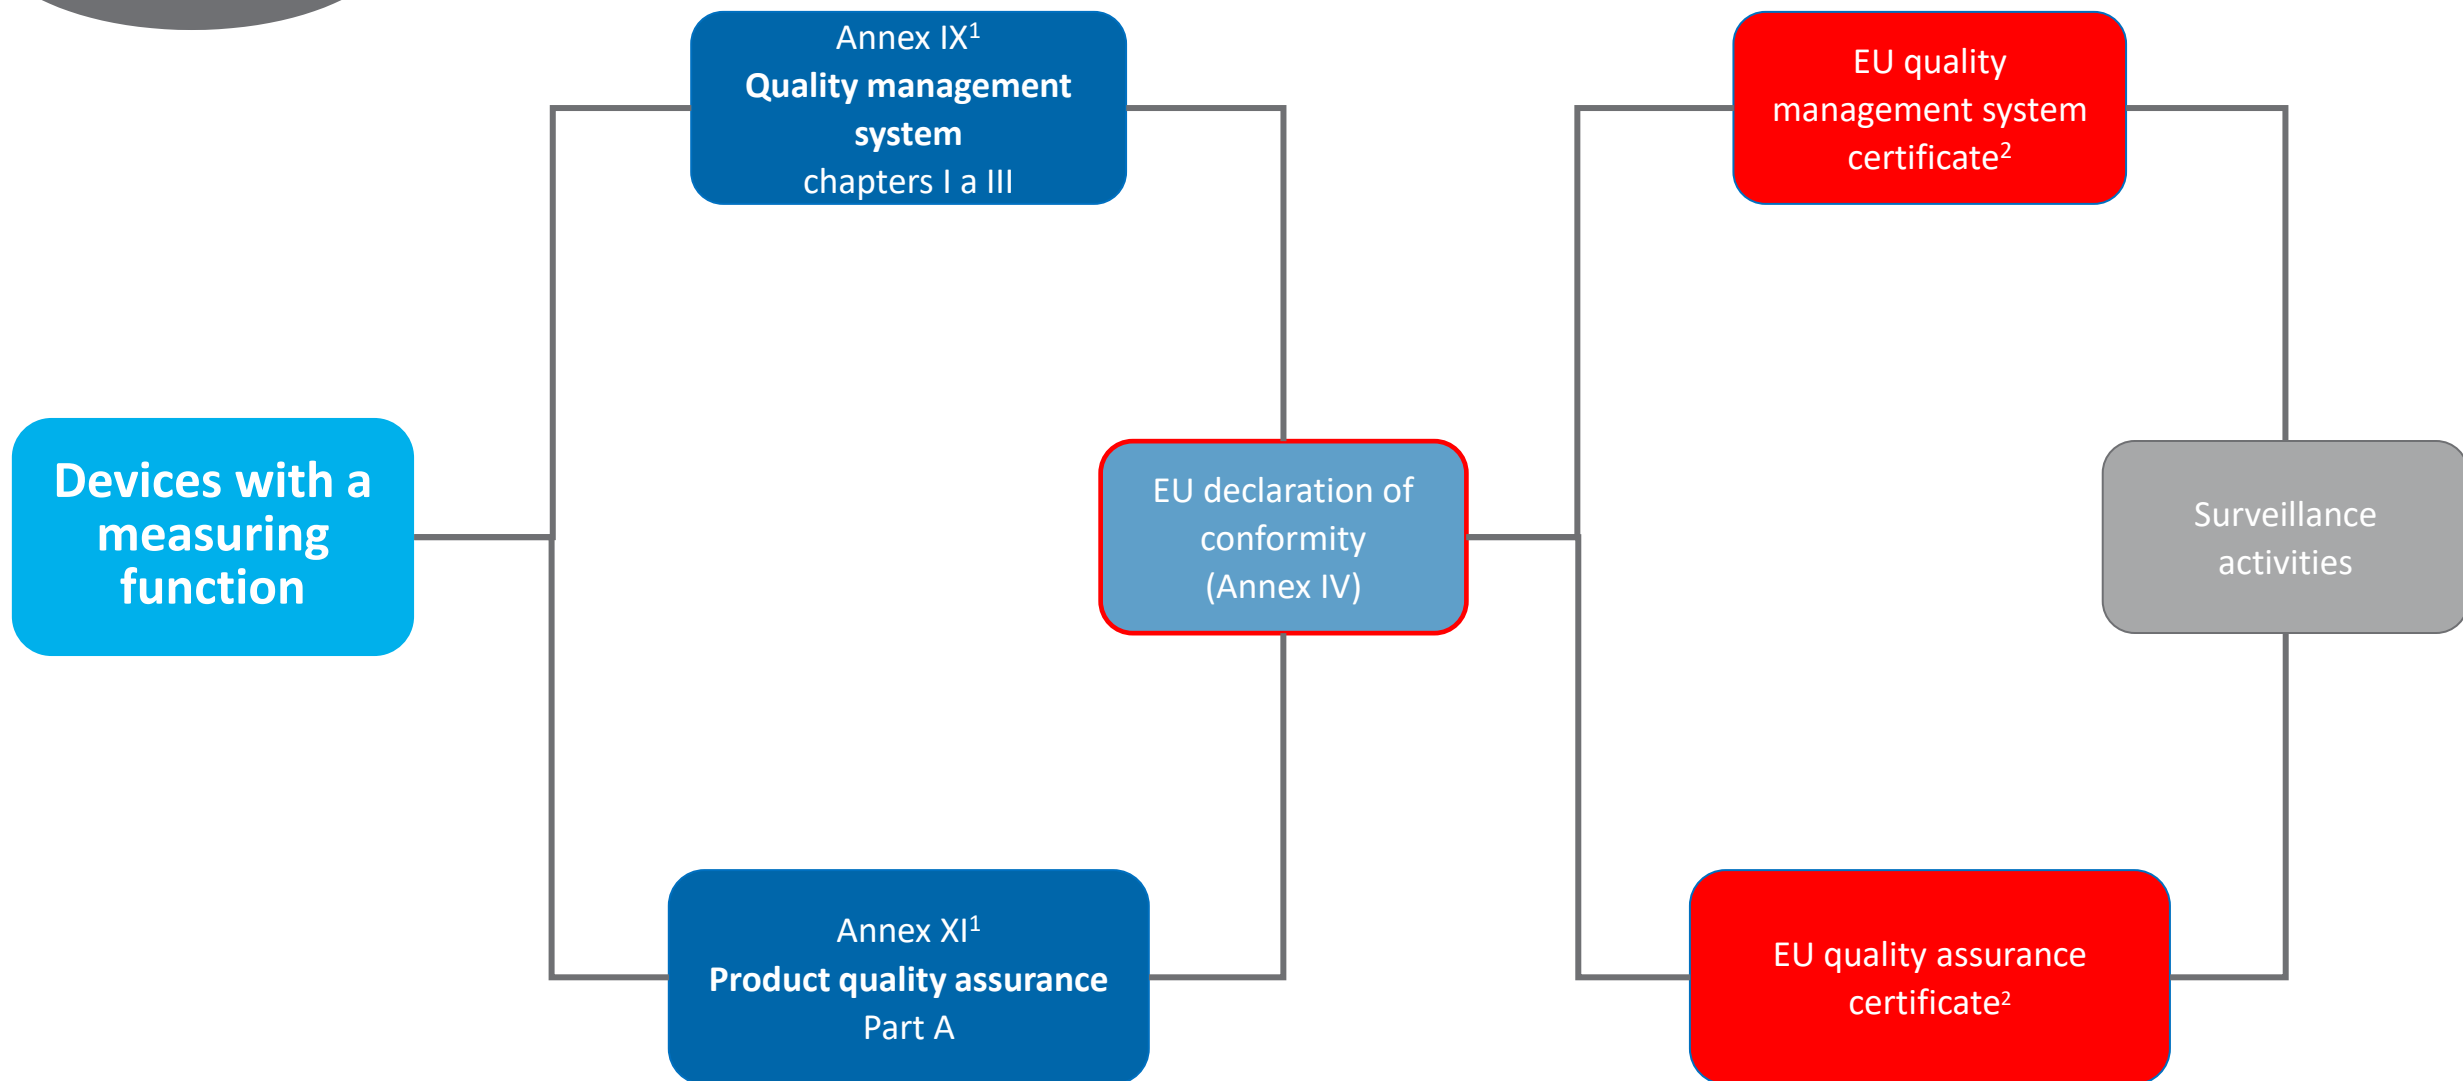 Annex IX¹
Quality management
system
chapters I a III
EU quality
management system
certificate²
Devices with a
measuring
function
EU declaration of
conformity
(Annex IV)
Surveillance
activities
Annex XI¹
Product quality assurance
Part A
EU quality assurance
certificate²